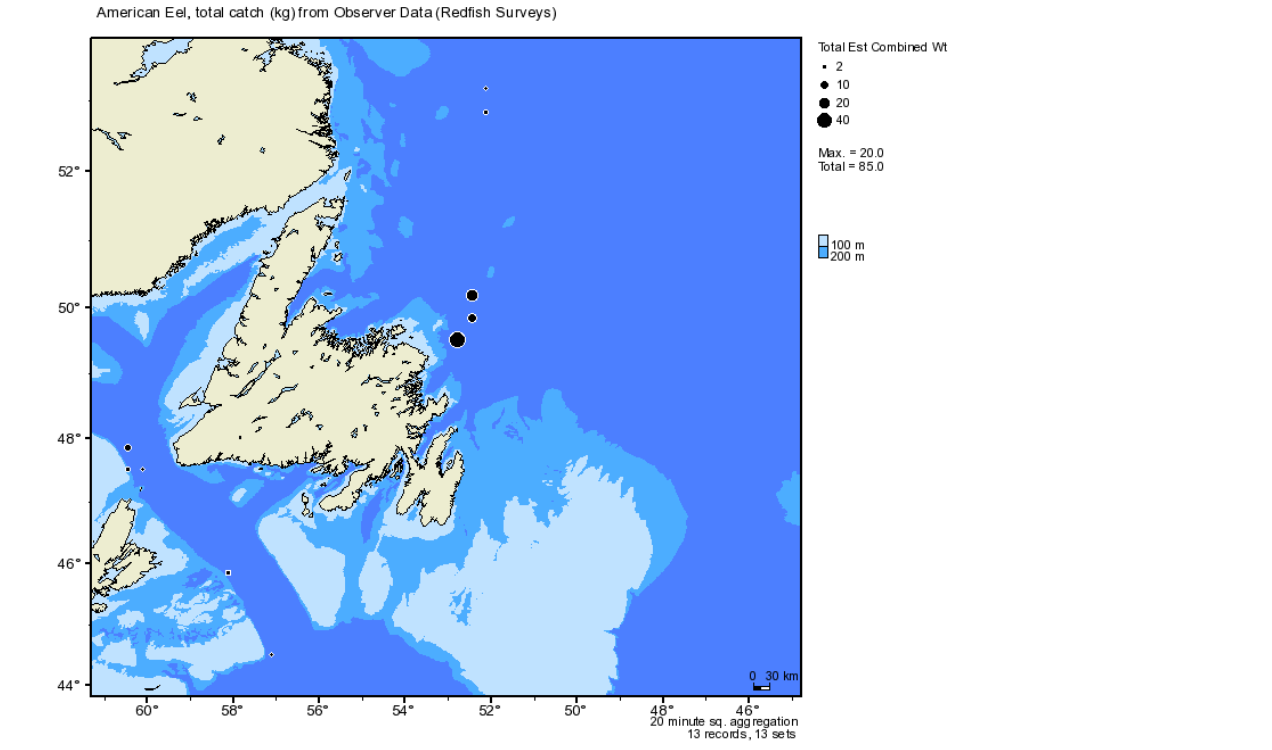 American Eel, total catch (kg) from Observer Data (Redfish Surveys)
Total Est Combined Wt
2
10
20
40
Max. = 20.0
Total = 85.0
100 m
200 m
52°
50°
48°
46°
44°
0 30 km
60° 58° 56° 54° 52° 50° 48° 46°
20 minute sq. aggregation
13 records, 13 sets